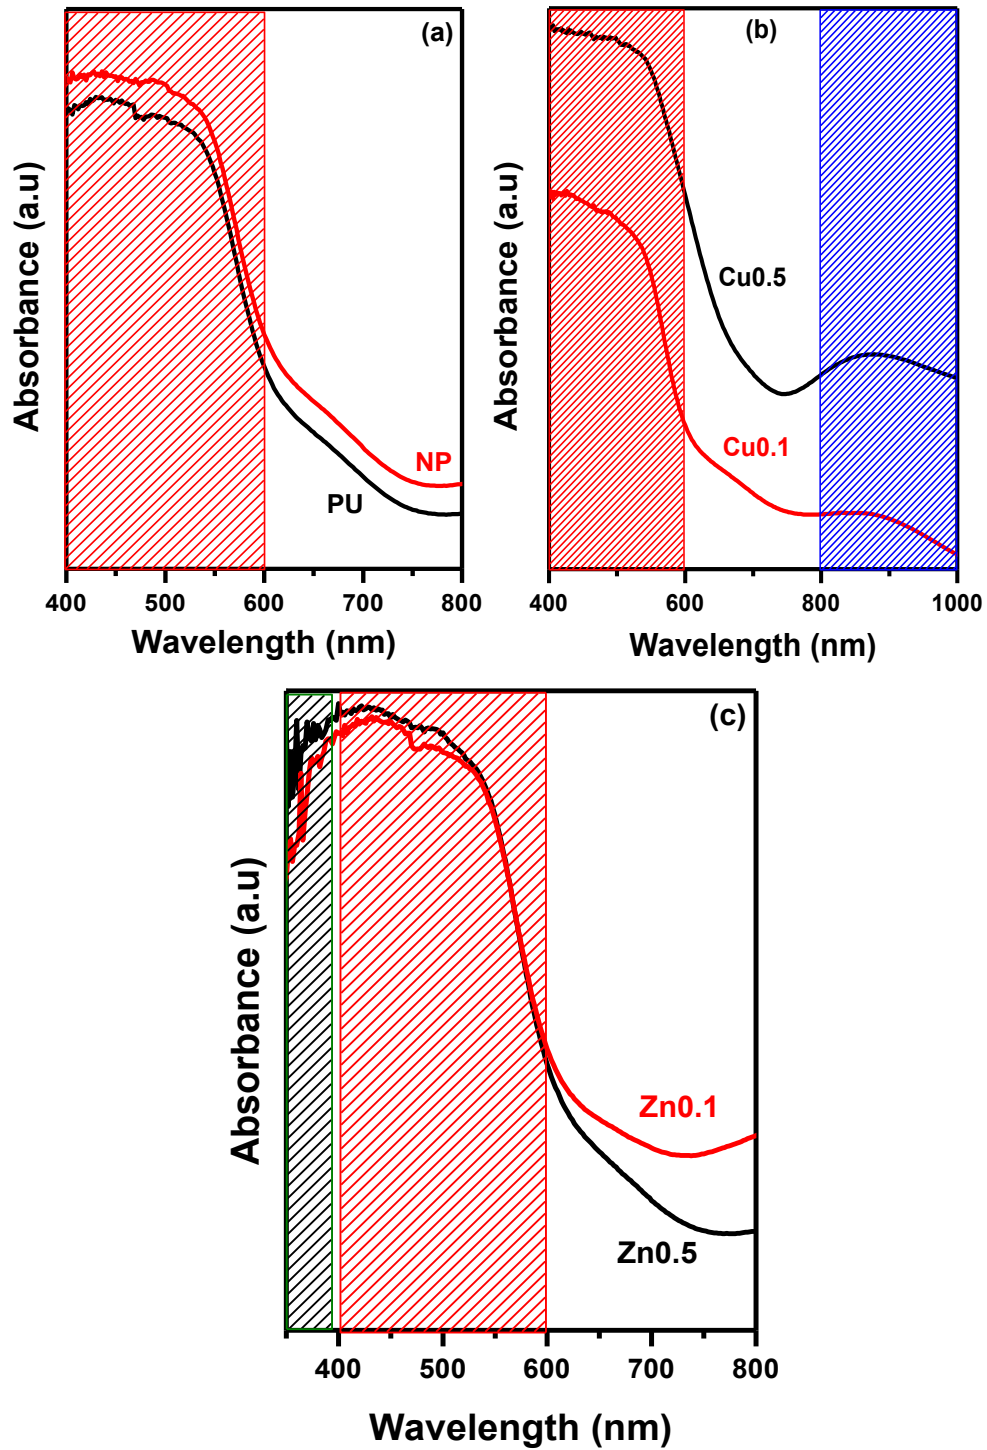 (a)
Absorbance (a.u)
NP
PU
400 500 600 700 800
Wavelength (nm)
(b)
Absorbance (a.u)
Cu0.5
Cu0.1
400 600 800 1000
Wavelength (nm)
(c)
Absorbance (a.u)
Zn0.1
Zn0.5
400 500 600 700 800
Wavelength (nm)